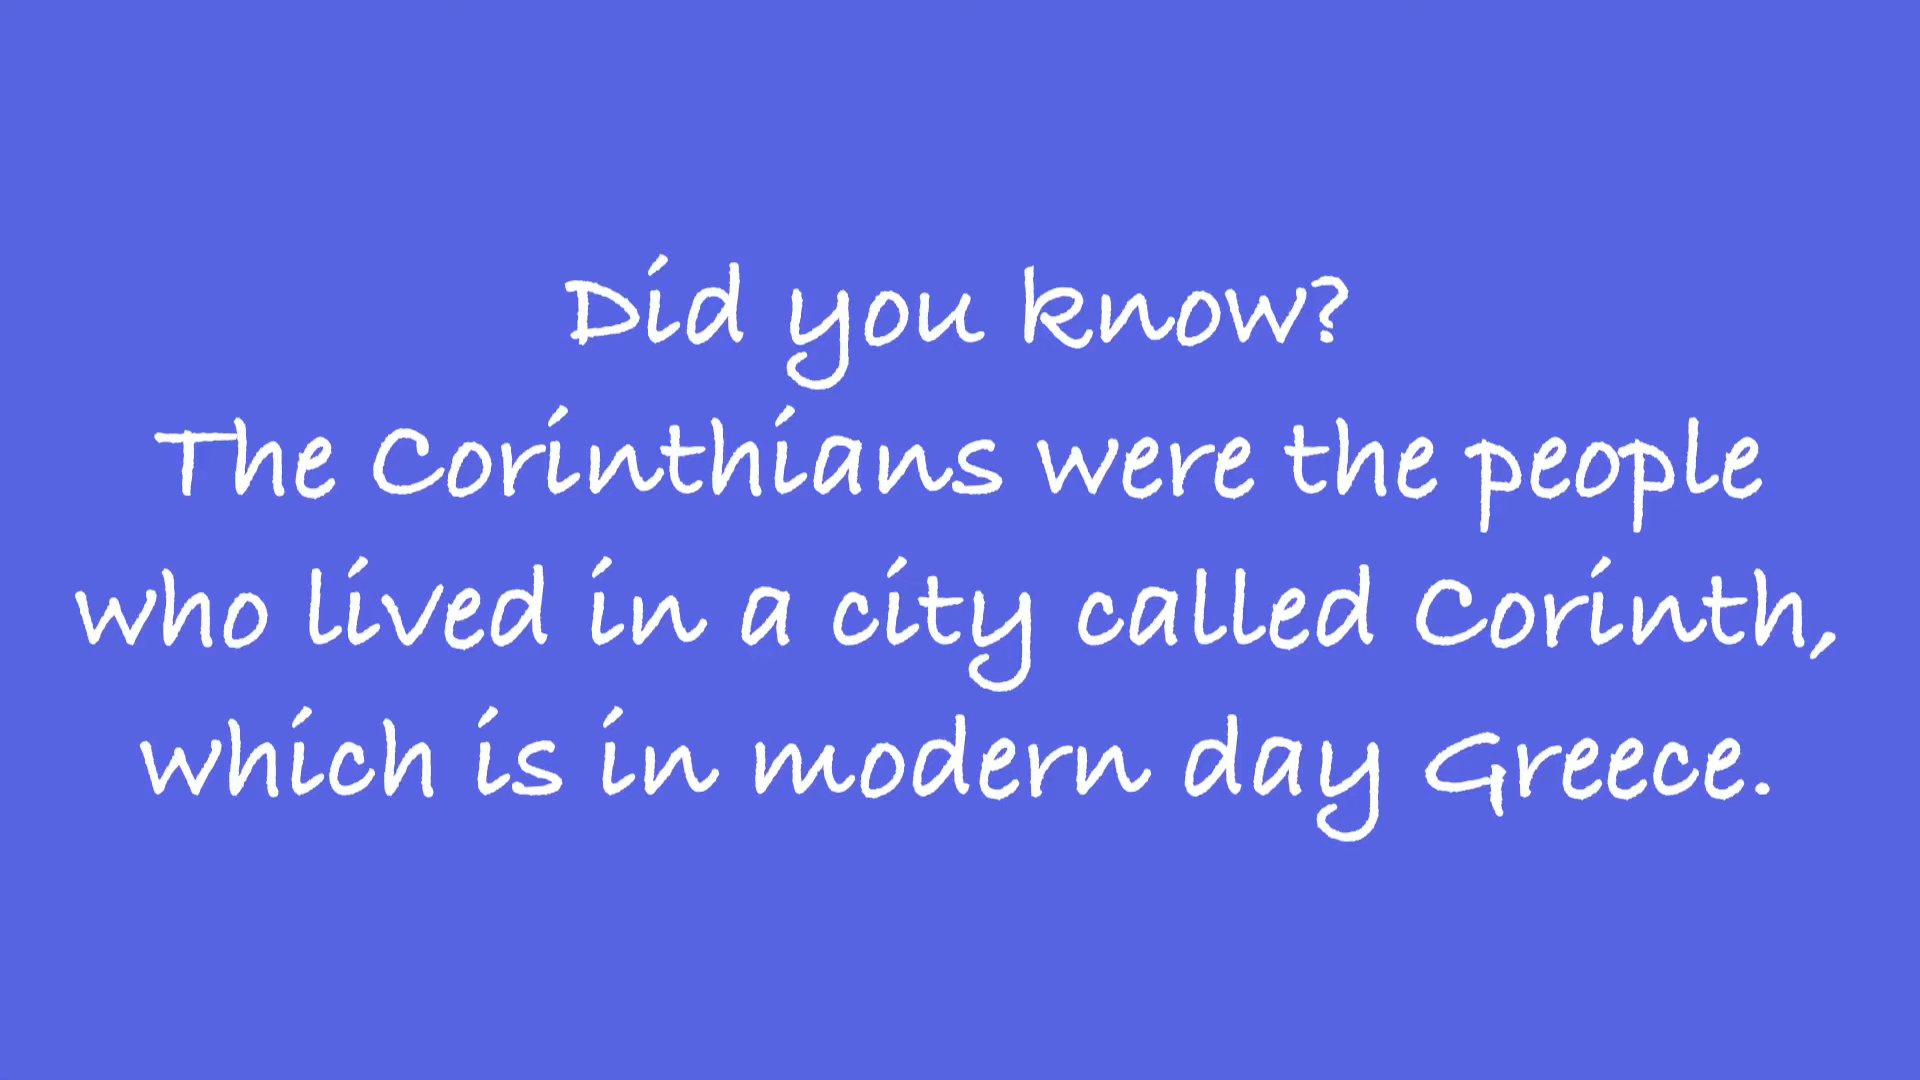 Did you know?
The Corinthians were the people
who lived in a city called Corinth,
which is in modern day Greece.